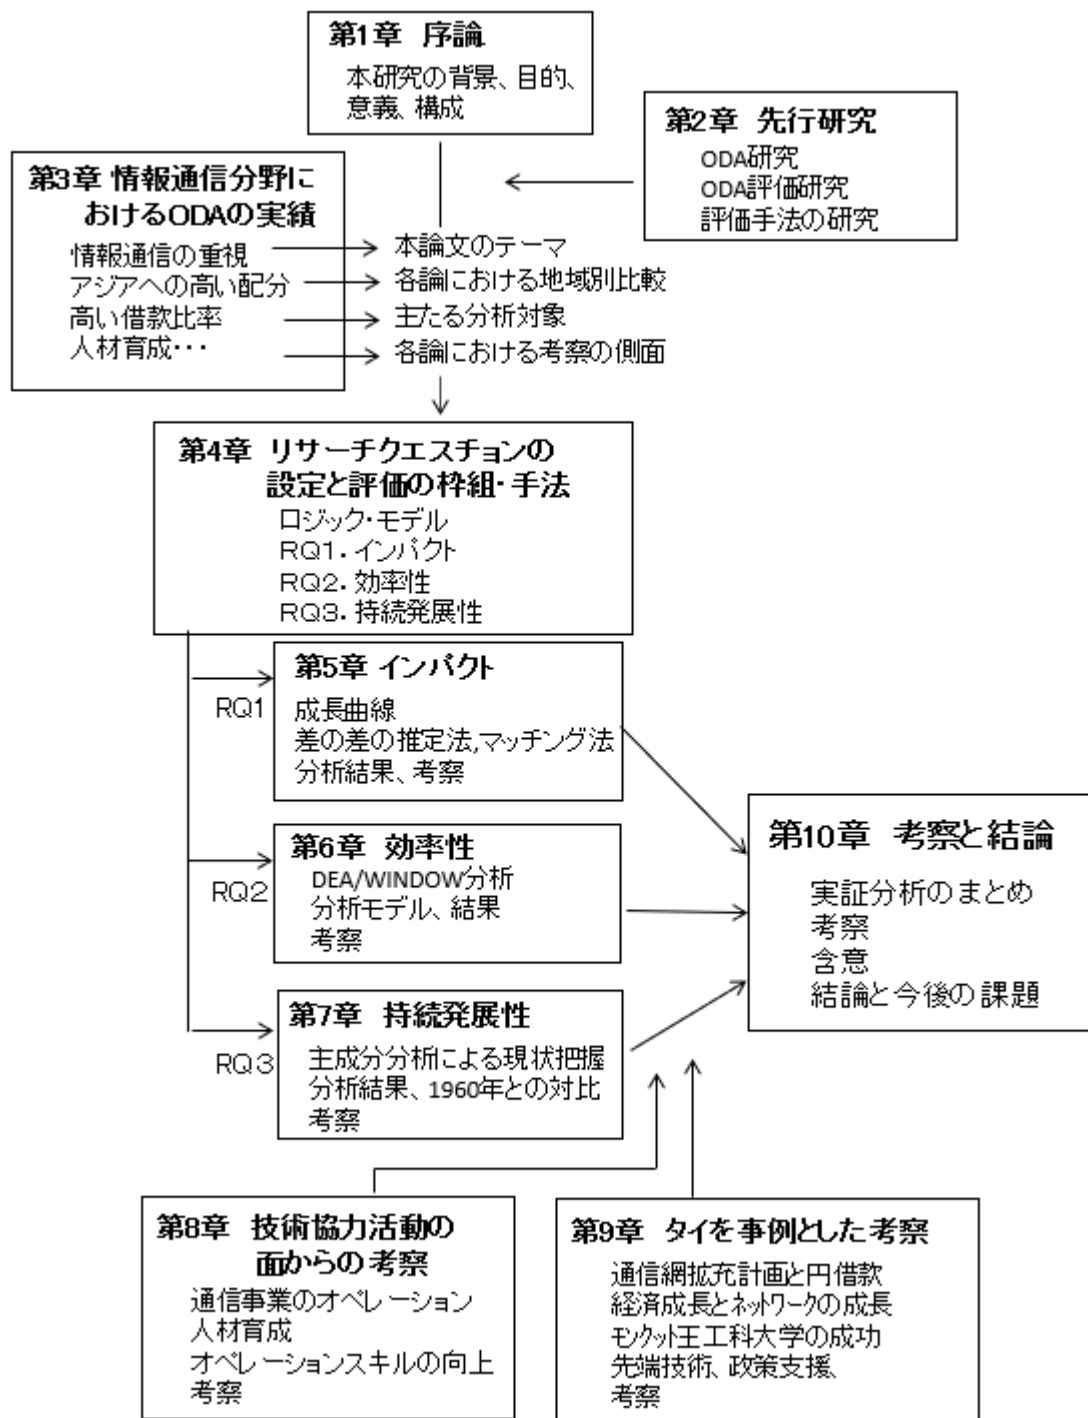 第1章 序論
本研究の背景、目的、
意義、構成
第2章 先行研究
ODA研究
ODA評価研究
評価手法の研究
第3章 情報通信分野に
おけるODAの実績
情報通信の重視
アジアへの高い配分
高い借款比率
人材育成・・・
本論文のテーマ
各論における地域別比較
主たる分析対象
各論における考察の側面
第4章 リサーチクエスチョンの
設定と評価の枠組・手法
ロジック・モデル
RQ1．インパクト
RQ2．効率性
RQ3．持続発展性
RQ1
第5章 インパクト
成長曲線
差の差の推定法,マッチング法
分析結果、考察
RQ2
第6章 効率性
DEA/WINDOW分析
分析モデル、結果
考察
RQ3
第7章 持続発展性
主成分分析による現状把握
分析結果、1960年との対比
考察
第10章 考察と結論
実証分析のまとめ
考察
含意
結論と今後の課題
第8章 技術協力活動の
面からの考察
通信事業のオペレーション
人材育成
オペレーションスキルの向上
考察
第9章 タイを事例とした考察
通信網拡充計画と円借款
経済成長とネットワークの成長
モンクット王工科大学の成功
先端技術、政策支援、
考察